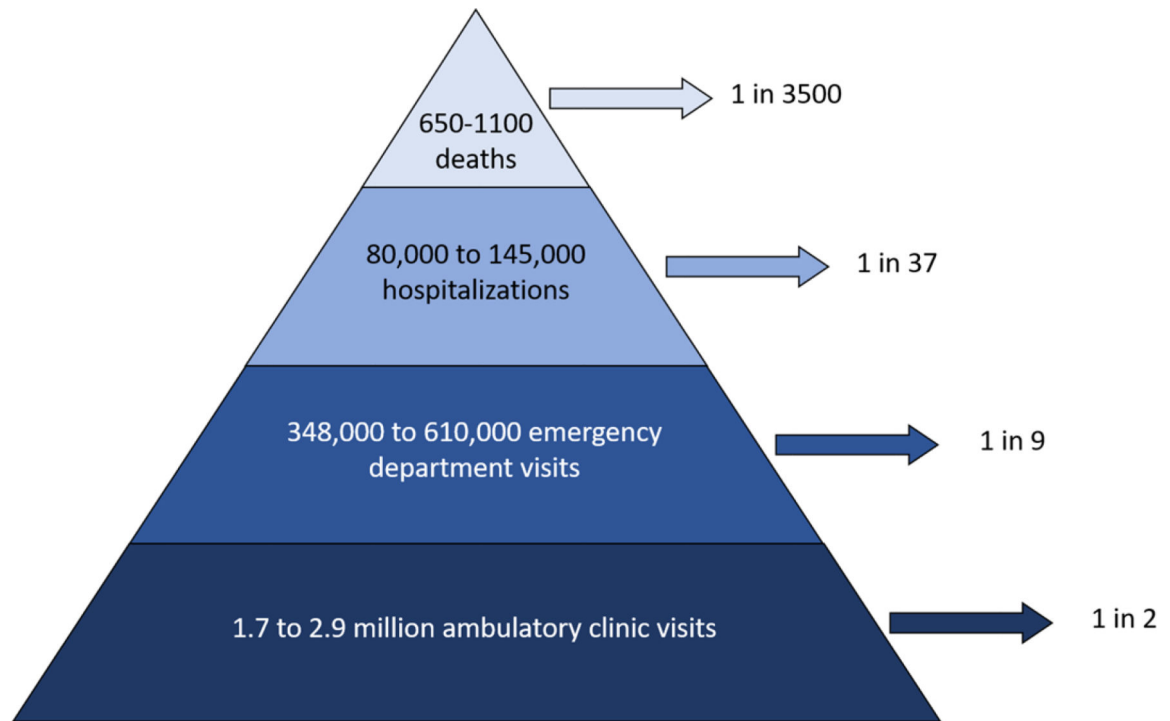 650-1100
deaths
1 in 3500
80,000 to 145,000
hospitalizations
1 in 37
348,000 to 610,000 emergency
department visits
1 in 9
1.7 to 2.9 million ambulatory clinic visits
1 in 2